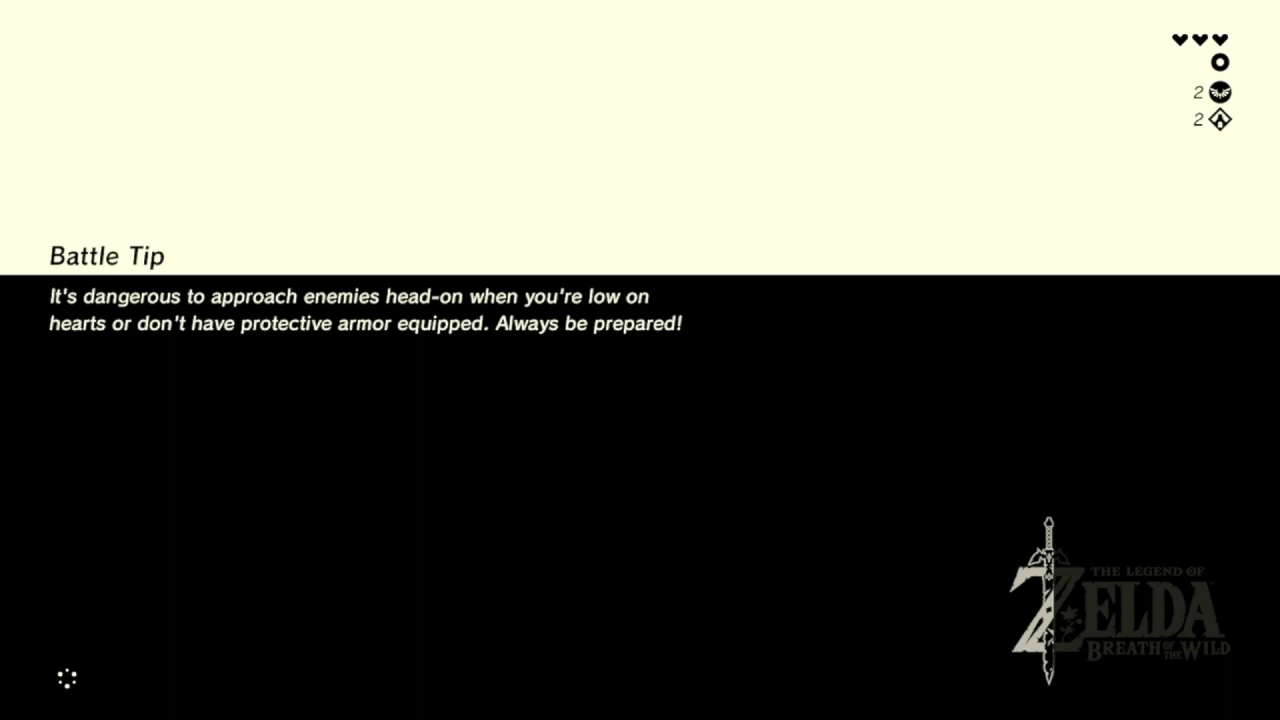 2
2
Battle Tip
It's dangerous to approach enemies head-on when you're low on
hearts or don't have protective armor equipped. Always be prepared!
THE LEGEND OF
ZELDA
BREATH OF THE WILD